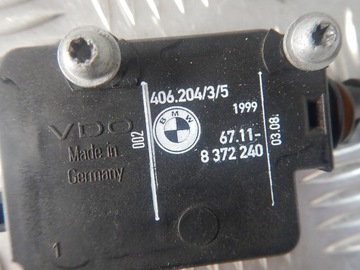 406.204/3/5
1999
VDO
002
BMW
67.11-
8 372 240
03.08.
Made in
Germany
1